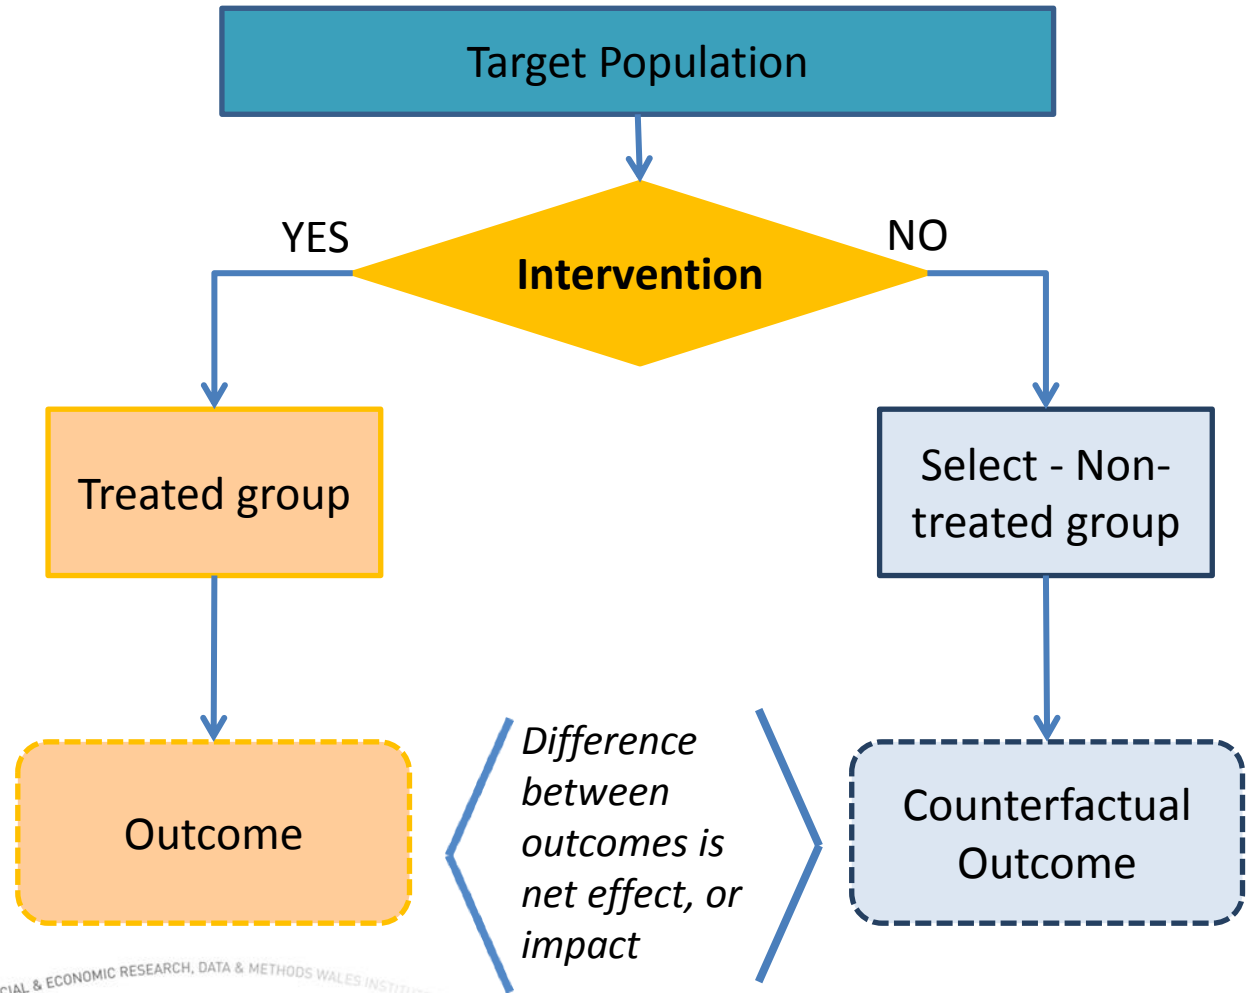 Target Population
YES
NO
Intervention
Treated group
Select - Non-
treated group
Difference
between
outcomes is
net effect, or
impact
Outcome
Counterfactual
Outcome
& ECONOMIC RESEARCH, DATA & METHODS WALES